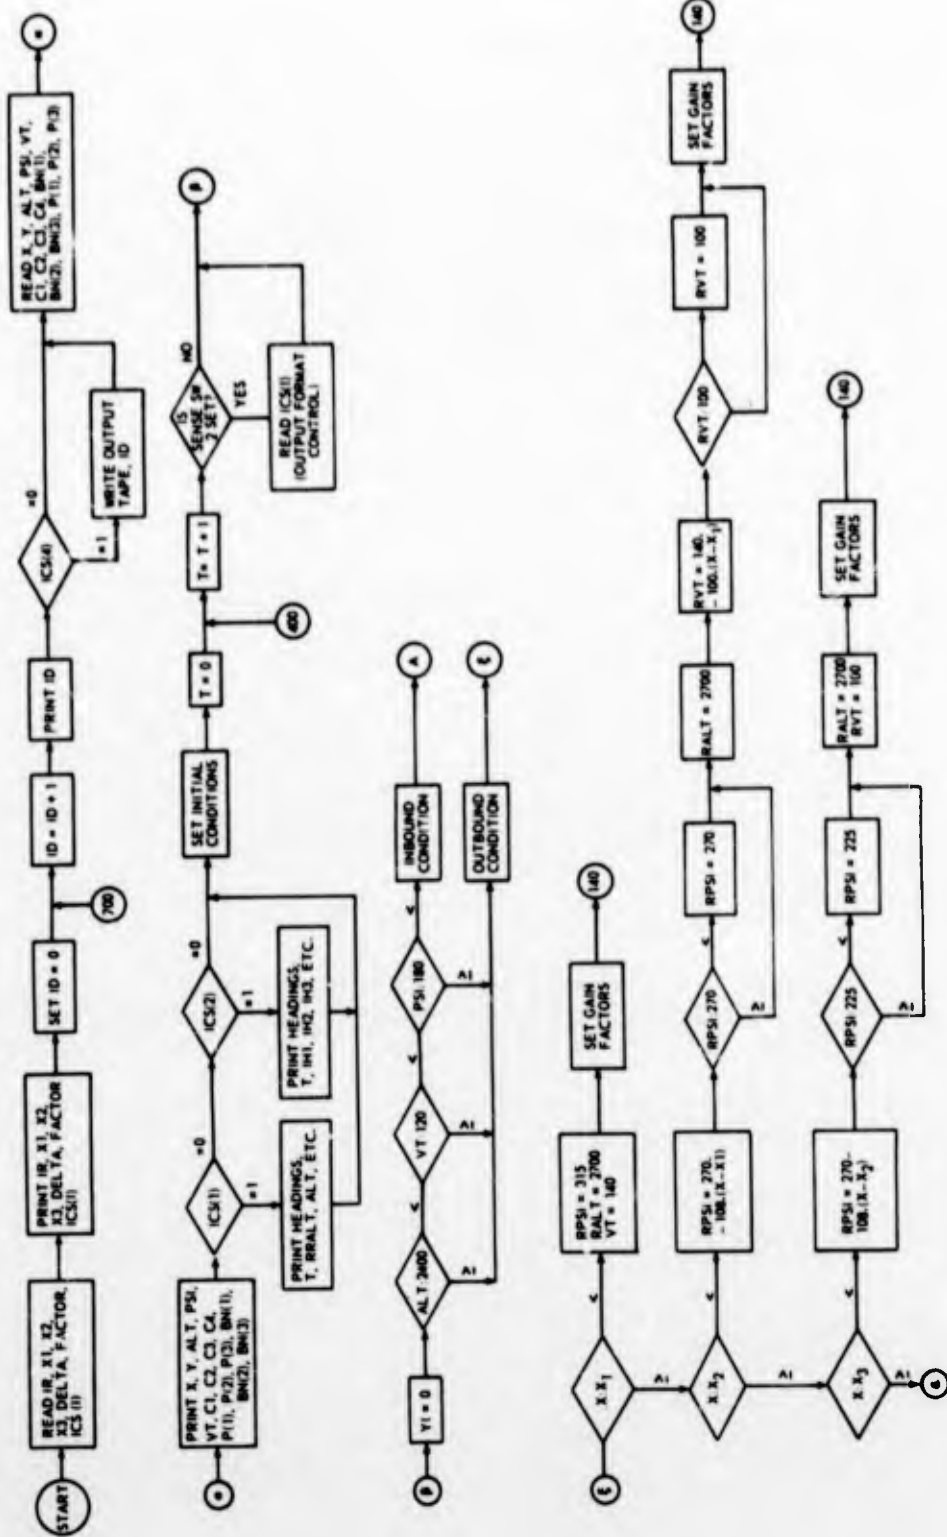 START
READ IR, X1, X2,
X3, DELTA, FACTOR,
ICS (I)
PRINT IR, X1, X2,
X3, DELTA, FACTOR
ICS(I)
SET ID = 0
700
ID = ID + 1
PRINT ID
ICS(4)
=0
=1
WRITE OUTPUT
TAPE, ID
READ X, Y, ALT, PSI, VT,
C1, C2, C3, C4, BN(1),
BN(2), BN(3), P(1), P(2), P(3)
α
α
PRINT X, Y, ALT, PSI,
VT, C1, C2, C3, C4,
P(1), P(2), P(3), BN(1),
BN(2), BN(3)
ICS(1)
=0
=1
PRINT HEADINGS,
T, RRALT, ALT, ETC.
ICS(2)
=0
=1
PRINT HEADINGS,
T, IH1, IH2, IH3, ETC.
SET INITIAL
CONDITIONS
T = 0
400
T = T + 1
IS
SENSE SW
2 SET?
NO
YES
READ ICS(I)
(OUTPUT FORMAT
CONTROL)
β
β
YI = 0
ALT: 2400
<
≥
VT: 120
<
≥
PSI: 180
<
≥
INBOUND
CONDITION
A
OUTBOUND
CONDITION
ξ
ξ
X:X₁
<
≥
RPSI = 315
RALT = 2700
VT = 140
SET GAIN
FACTORS
140
X:X₂
<
≥
RPSI = 270.
- 108.(X-X1)
RPSI: 270
<
≥
RPSI = 270
RALT = 2700
RVT = 140.
- 100.(X-X₁)
RVT: 100
RVT = 100
SET GAIN
FACTORS
140
X:X₃
<
≥
RPSI = 270-
108.(X-X₂)
RPSI: 225
<
≥
RPSI = 225
RALT = 2700
RVT = 100
SET GAIN
FACTORS
140